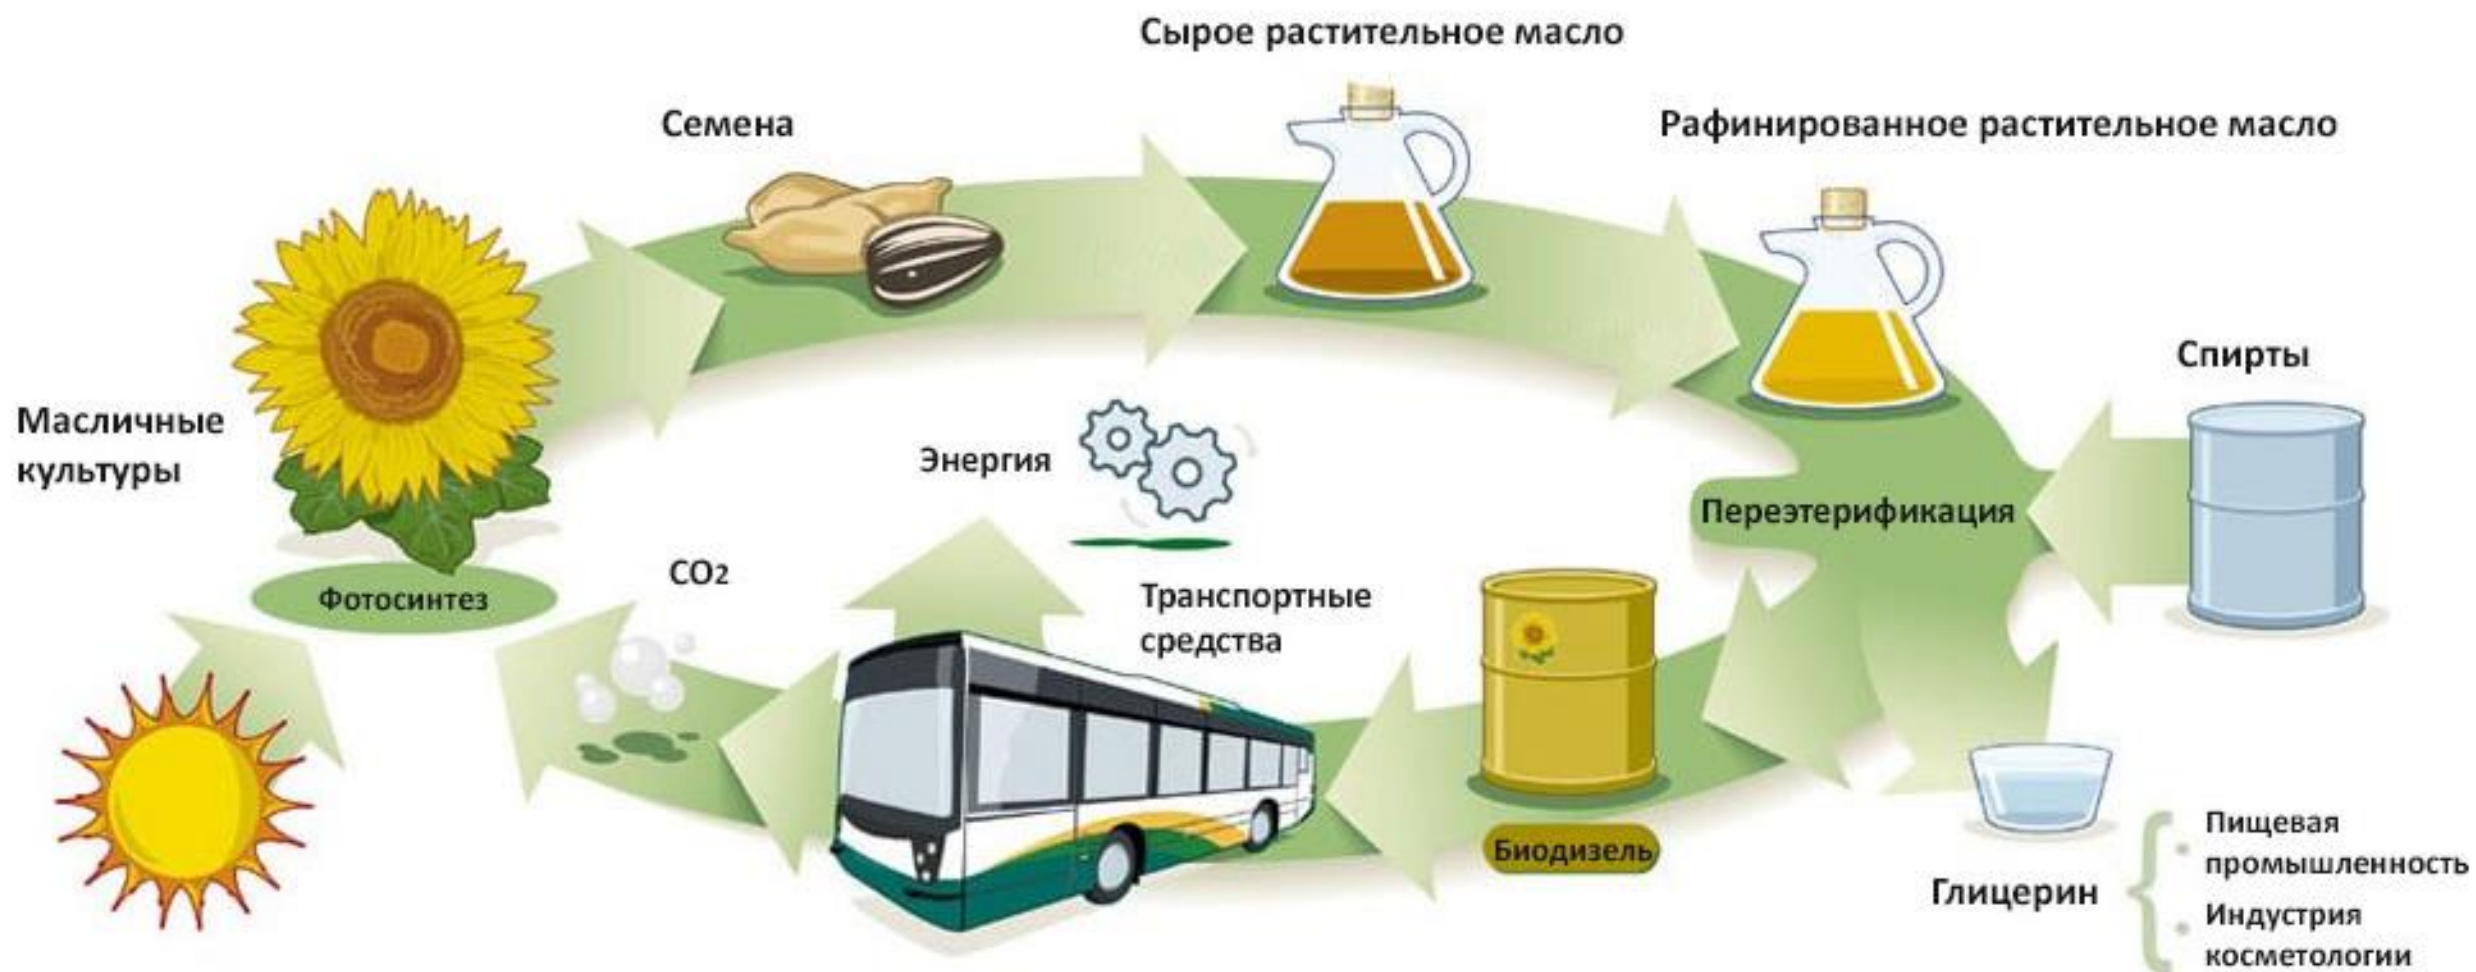 Сырое растительное масло
Семена
Рафинированное растительное масло
Спирты
Масличные
культуры
Энергия
Переэтерификация
CO2
Фотосинтез
Транспортные
средства
Биодизель
Глицерин
Пищевая
промышленность
Индустрия
косметологии